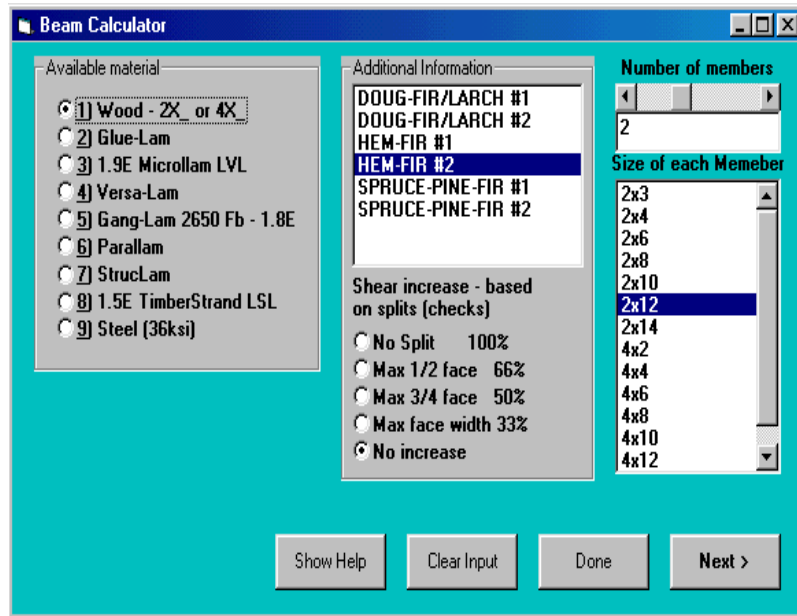 Beam Calculator
Available material
1) Wood - 2X_ or 4X_
2) Glue-Lam
3) 1.9E Microllam LVL
4) Versa-Lam
5) Gang-Lam 2650 Fb - 1.8E
6) Parallam
7) StrucLam
8) 1.5E TimberStrand LSL
9) Steel (36ksi)
Additional Information
DOUG-FIR/LARCH #1
DOUG-FIR/LARCH #2
HEM-FIR #1
HEM-FIR #2
SPRUCE-PINE-FIR #1
SPRUCE-PINE-FIR #2
Shear increase - based
on splits (checks)
No Split 100%
Max 1/2 face 66%
Max 3/4 face 50%
Max face width 33%
No increase
Number of members
2
Size of each Memeber
2x3
2x4
2x6
2x8
2x10
2x12
2x14
4x2
4x4
4x6
4x8
4x10
4x12
Show Help
Clear Input
Done
Next >